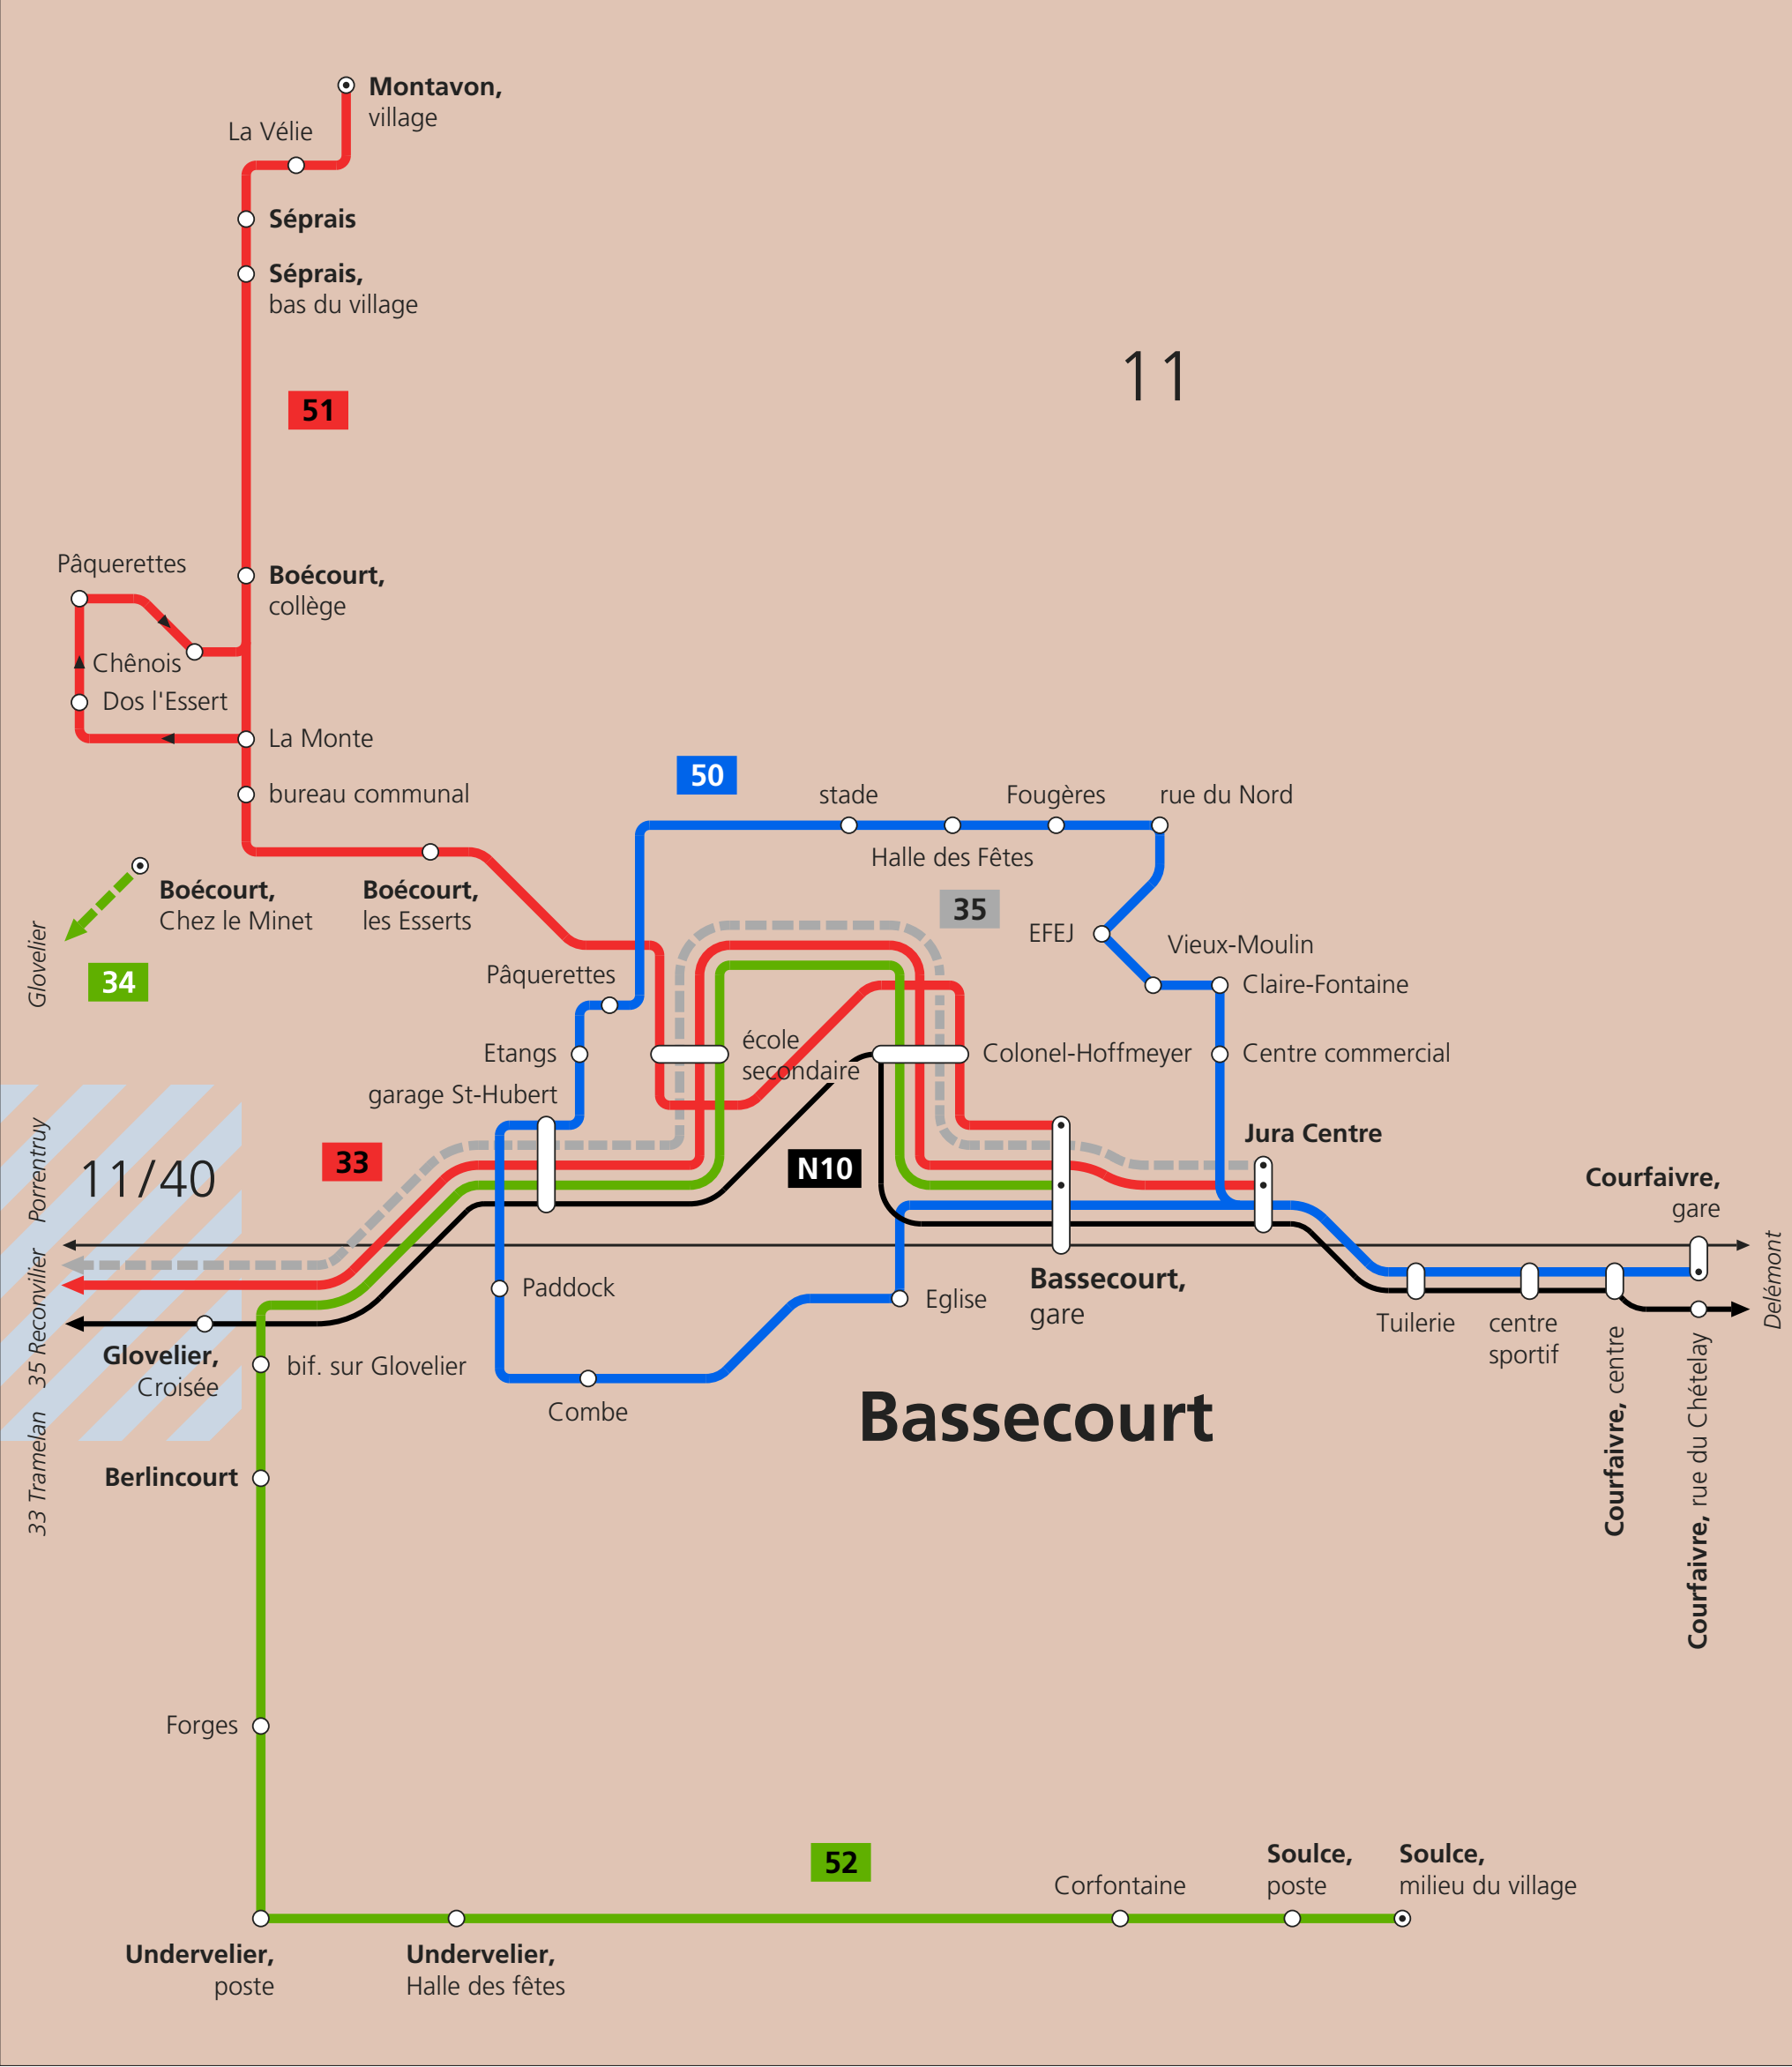 Montavon,
village
La Vélie
Séprais
Séprais,
bas du village
11
51
Pâquerettes
Boécourt,
collège
Chênois
Dos l'Essert
La Monte
bureau communal
50
stade
Fougères
rue du Nord
Halle des Fêtes
Boécourt,
Chez le Minet
Boécourt,
les Esserts
35
EFEJ
Vieux-Moulin
Claire-Fontaine
Glovelier
34
Pâquerettes
Etangs
école
secondaire
Colonel-Hoffmeyer
Centre commercial
garage St-Hubert
Jura Centre
33
N10
11/40
Porrentruy
Courfaivre,
gare
35 Reconvilier
Delémont
Paddock
Eglise
Bassecourt,
gare
Tuilerie
centre
sportif
Glovelier,
Croisée
bif. sur Glovelier
Combe
Bassecourt
Courfaivre, centre
Courfaivre, rue du Chételay
33 Tramelan
Berlincourt
Forges
52
Corfontaine
Soulce,
poste
Soulce,
milieu du village
Undervelier,
poste
Undervelier,
Halle des fêtes